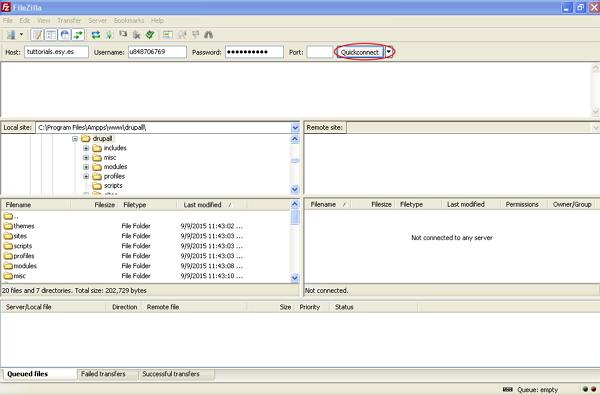 FileZilla
File Edit View Transfer Server Bookmarks Help
Host: tuttorials.esy.es Username: u848706769 Password: •••••••••• Port: Quickconnect
Local site: C:\Program Files\Ampps\www\drupall\ Remote site:
drupall
includes
misc
modules
profiles
scripts
Filename Filesize Filetype Last modified Filename Filesize Filetype Last modified Permissions Owner/Group
..
themes File Folder 9/9/2015 11:43:02 ...
sites File Folder 9/9/2015 11:43:03 ...
scripts File Folder 9/9/2015 11:43:03 ...
profiles File Folder 9/9/2015 11:43:03 ...
modules File Folder 9/9/2015 11:43:08 ...
misc File Folder 9/9/2015 11:43:10 ...
Not connected to any server
20 files and 7 directories. Total size: 202,729 bytes Not connected.
Server/Local file Direction Remote file Size Priority Status
Queued files Failed transfers Successful transfers
Queue: empty